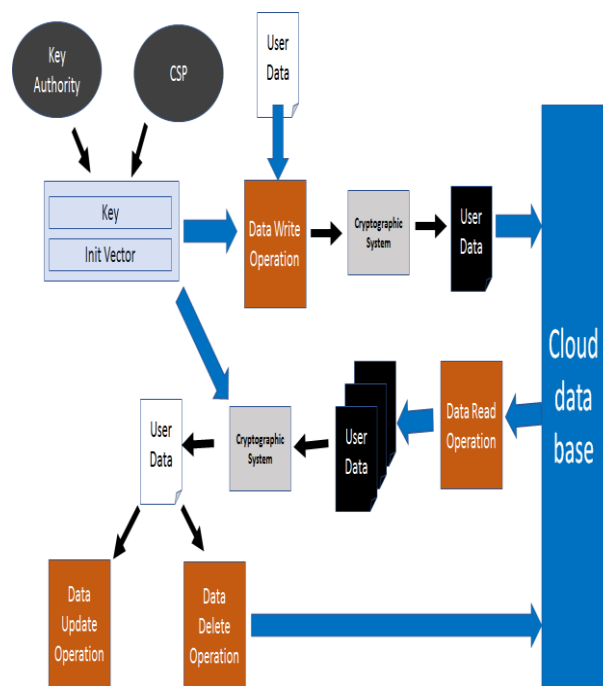 Key
Authority
CSP
User
Data
Key
Init Vector
Data Write
Operation
Cryptographic
System
User
Data
Cloud
data
base
Data Read
Operation
User
Data
Cryptographic
System
User
Data
Data
Update
Operation
Data
Delete
Operation